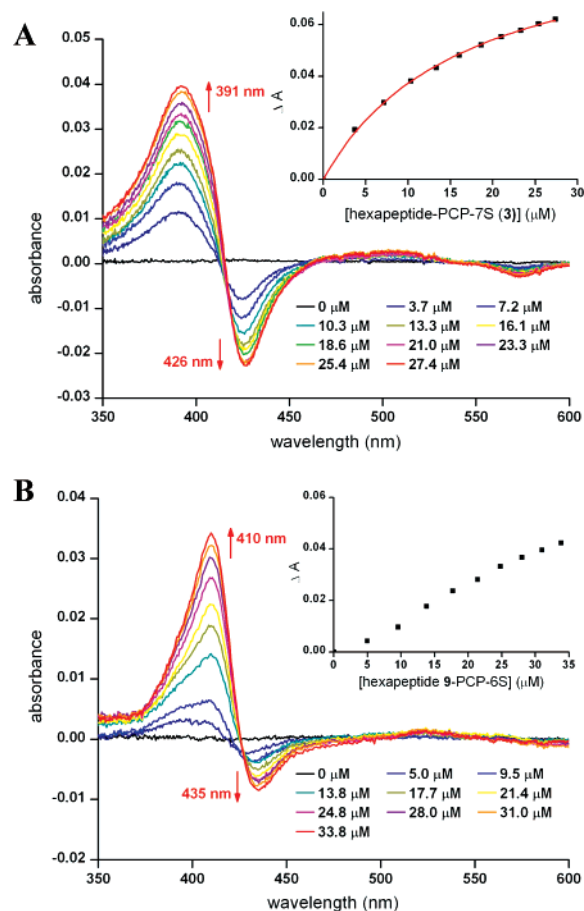 A
0.04
0.03
0.02
0.01
0.00
-0.01
-0.02
-0.03
absorbance
391 nm
426 nm
350
400
450
500
550
600
wavelength (nm)
0.06
0.04
0.02
0.00
Δ A
0
5
10
15
20
25
30
[hexapeptide-PCP-7S (3)] (μM)
0 μM 3.7 μM 7.2 μM
10.3 μM 13.3 μM 16.1 μM
18.6 μM 21.0 μM 23.3 μM
25.4 μM 27.4 μM
B
0.04
0.03
0.02
0.01
0.00
-0.01
-0.02
absorbance
410 nm
435 nm
350
400
450
500
550
600
wavelength (nm)
0.06
0.04
0.02
0.00
Δ A
0
5
10
15
20
25
30
35
[hexapeptide 9-PCP-6S] (μM)
0 μM 5.0 μM 9.5 μM
13.8 μM 17.7 μM 21.4 μM
24.8 μM 28.0 μM 31.0 μM
33.8 μM